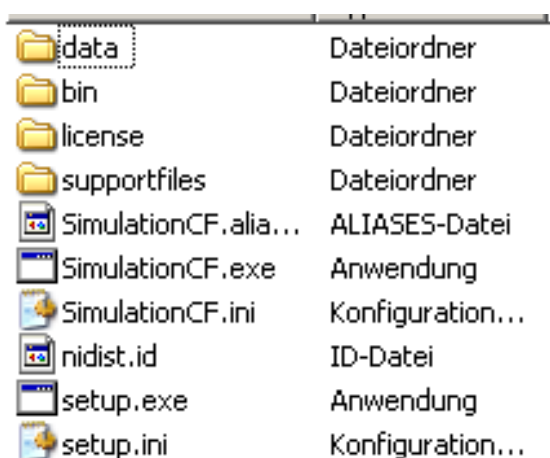 data Dateiordner
bin Dateiordner
license Dateiordner
supportfiles Dateiordner
SimulationCF.alia... ALIASES-Datei
SimulationCF.exe Anwendung
SimulationCF.ini Konfiguration...
nidist.id ID-Datei
setup.exe Anwendung
setup.ini Konfiguration...